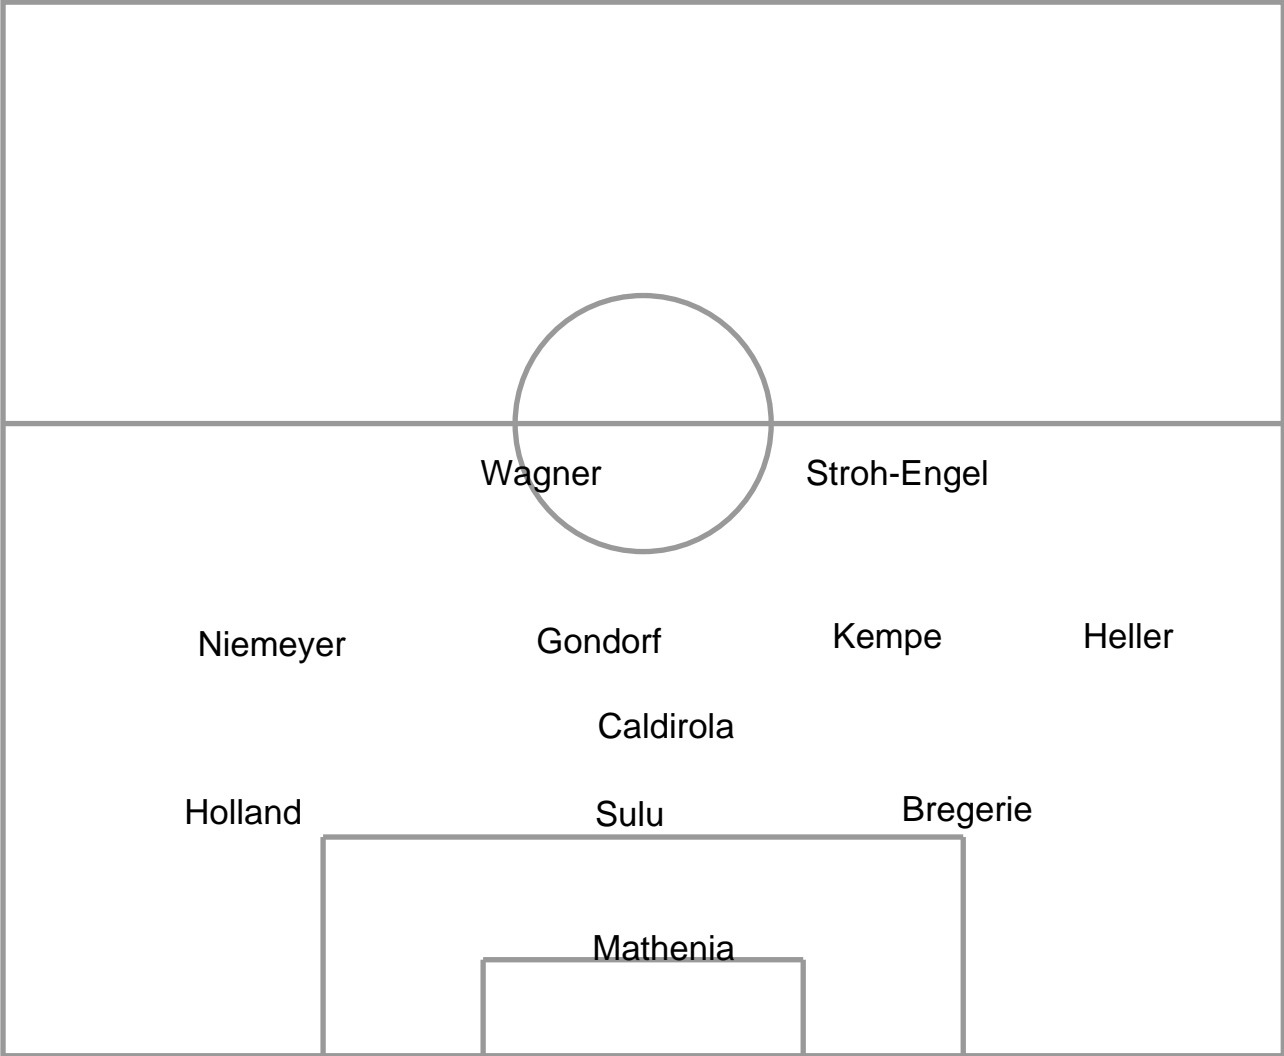 Wagner
Stroh-Engel
Niemeyer
Gondorf
Kempe
Heller
Caldirola
Holland
Sulu
Bregerie
Mathenia